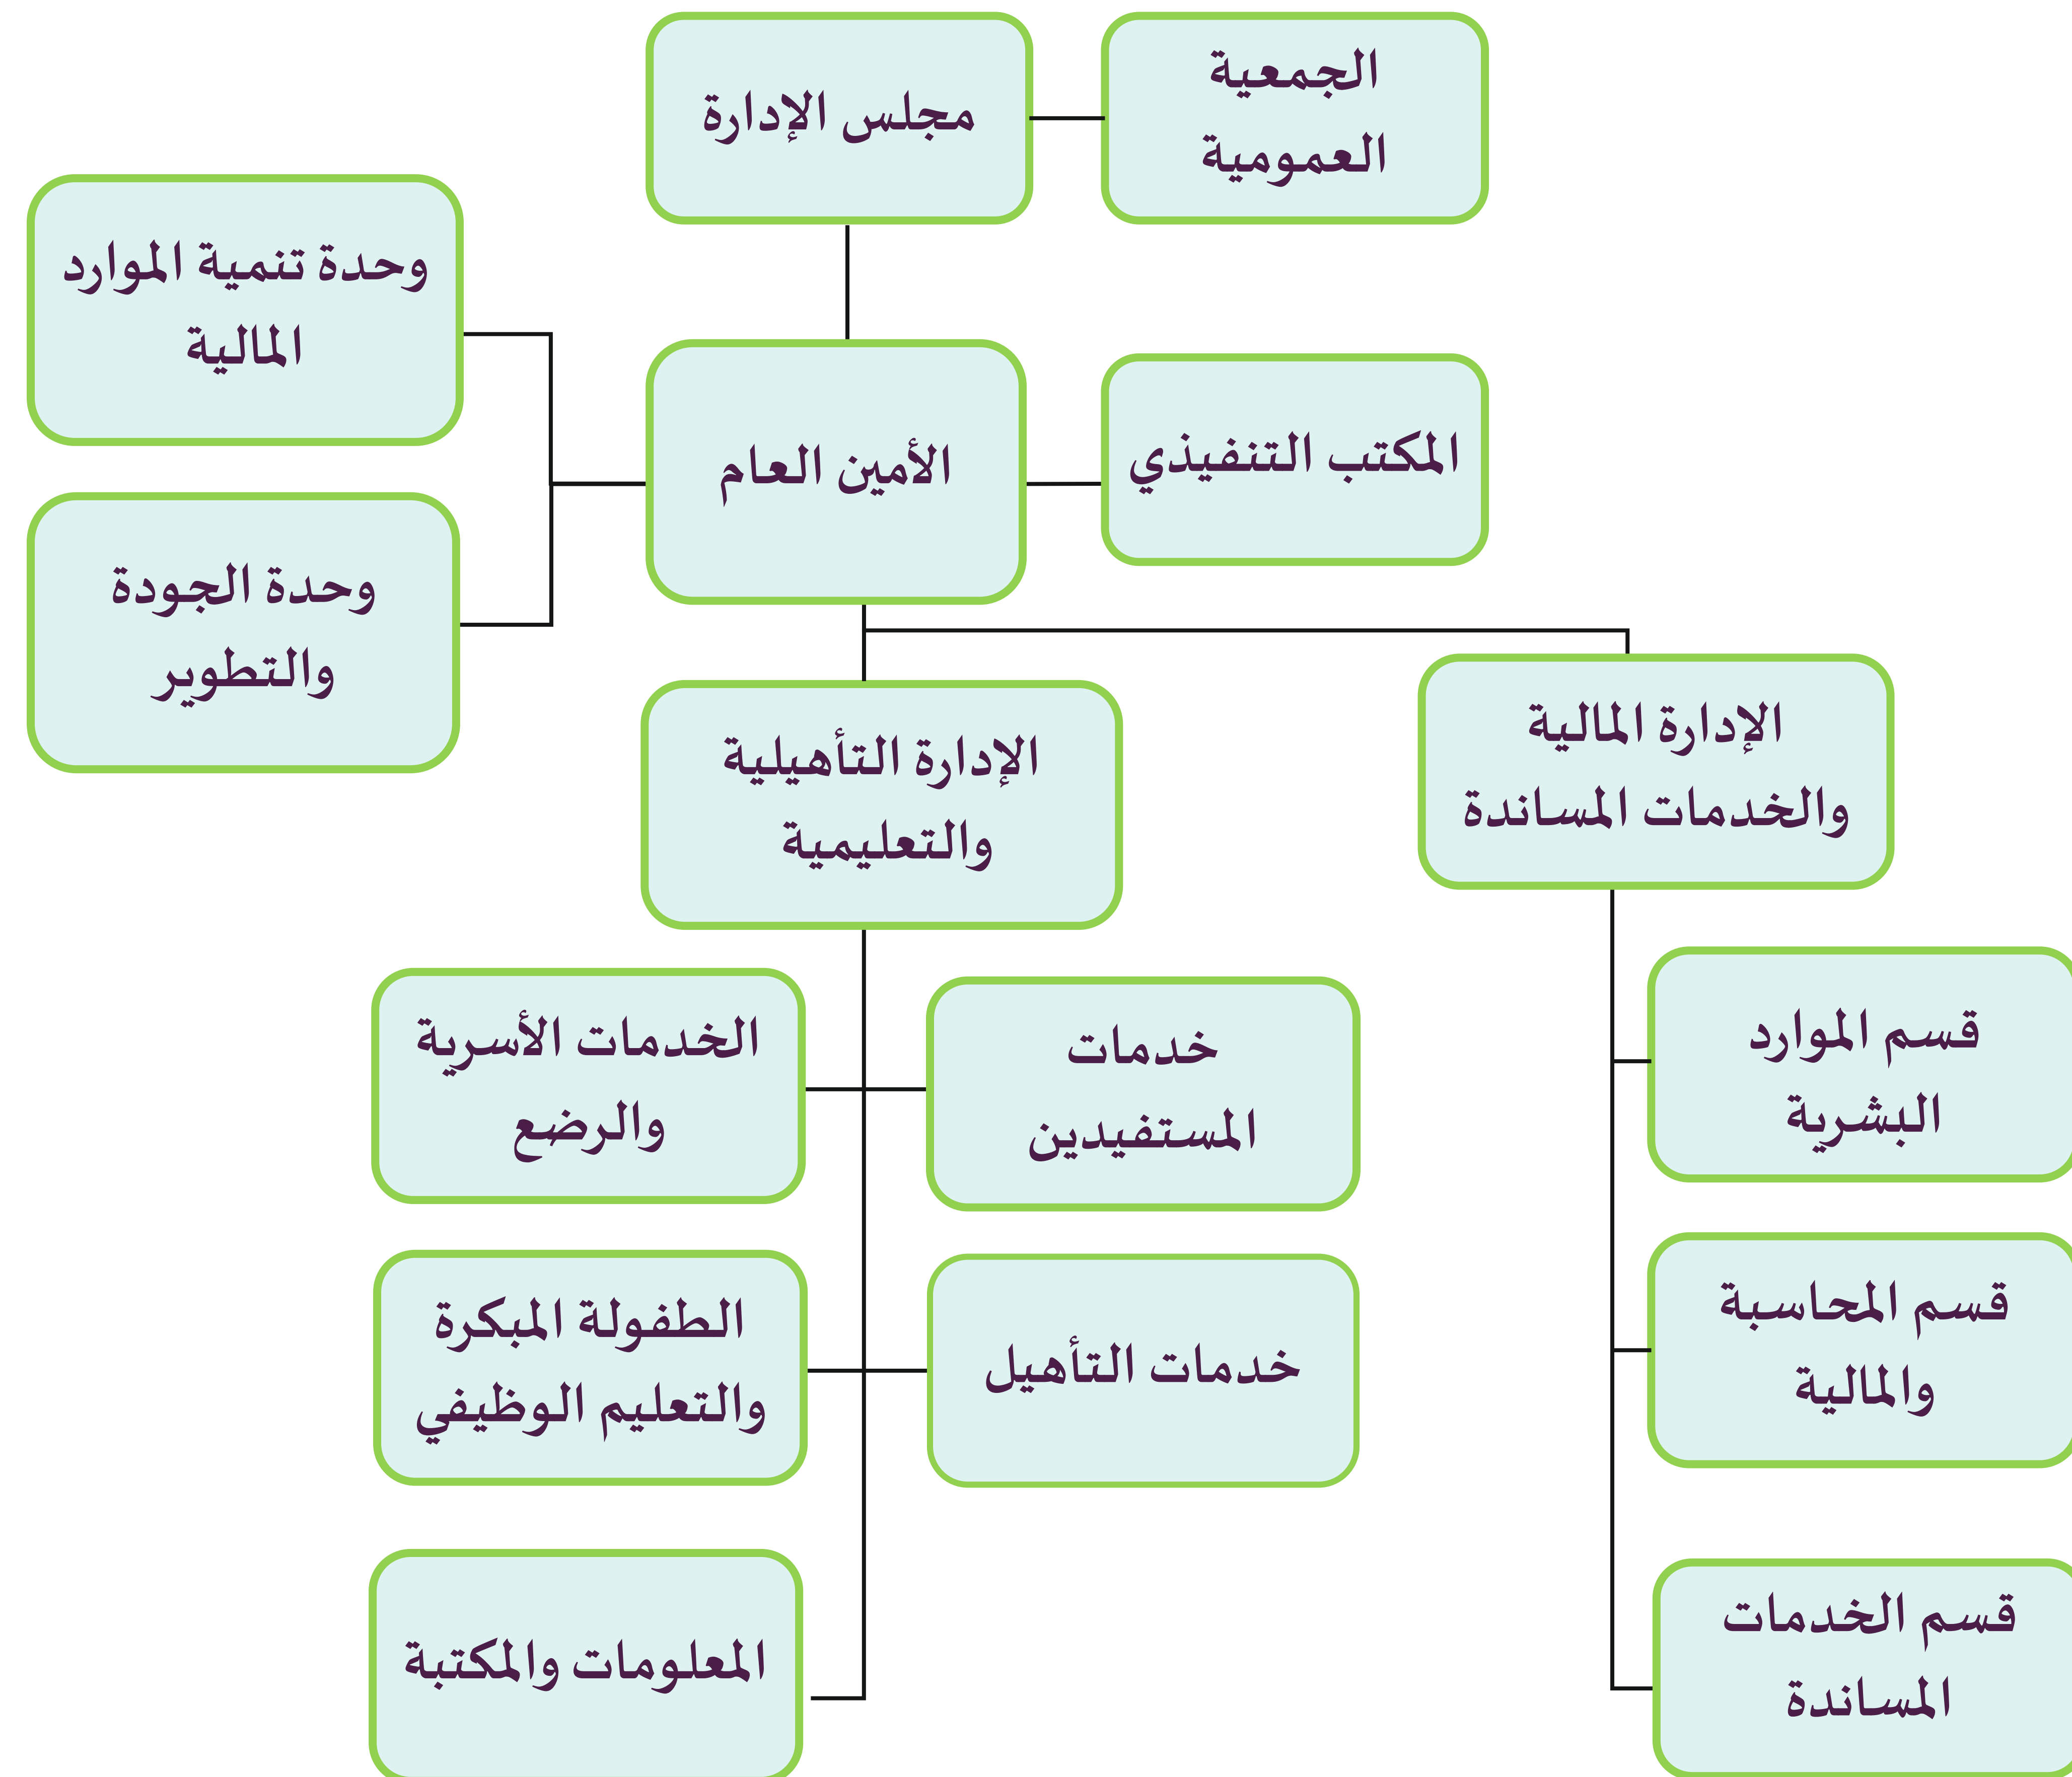 الجمعية
العمومية
مجلس الإدارة
وحدة تنمية الموارد
المالية
المكتب التنفيذي
الأمين العام
وحدة الجودة
والتطوير
الإدارة المالية
والخدمات المساندة
الإدارة التأهيلية
والتعليمية
قسم الموارد
البشرية
خدمات
المستفيدين
الخدمات الأسرية
والرضع
قسم المحاسبة
والمالية
خدمات التأهيل
الطفولة المبكرة
والتعليم الوظيفي
قسم الخدمات
المساندة
المعلومات والمكتبة